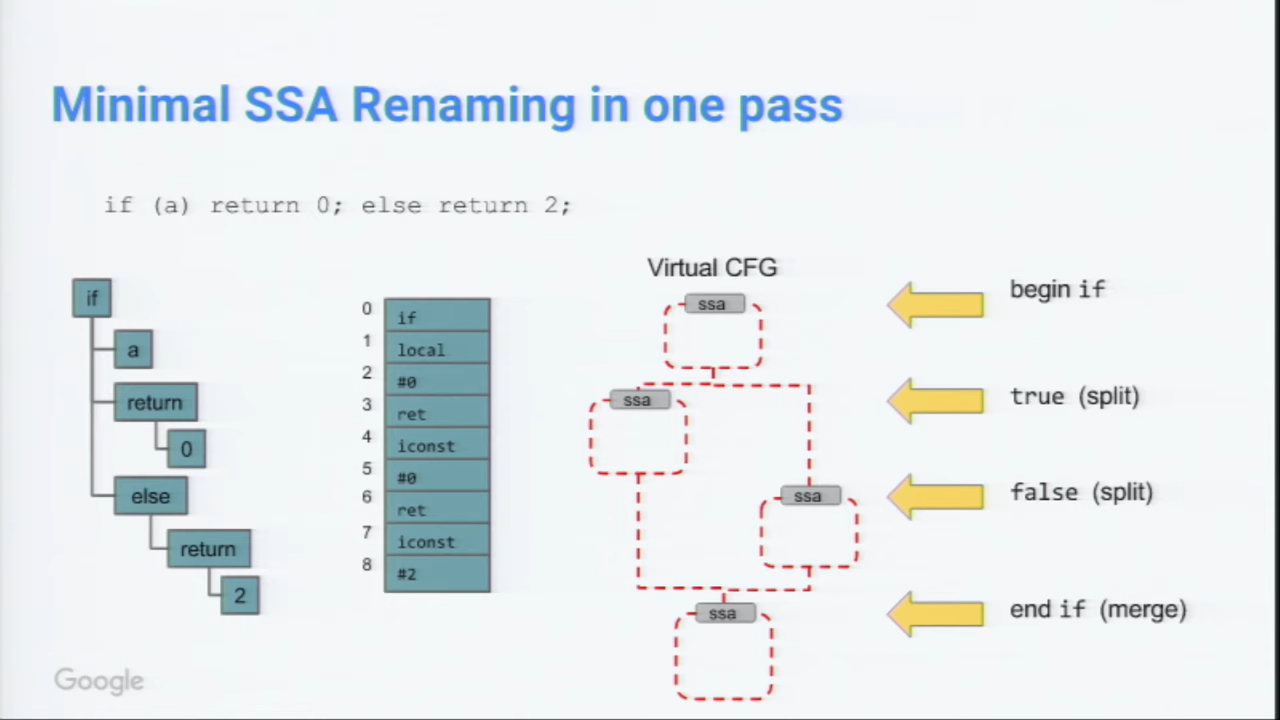 Minimal SSA Renaming in one pass
if (a) return 0; else return 2;
if
a
return
0
else
return
2
0
1
2
3
4
5
6
7
8
if
local
#0
ret
iconst
#0
ret
iconst
#2
Virtual CFG
ssa
ssa
ssa
ssa
begin if
true (split)
false (split)
end if (merge)
Google